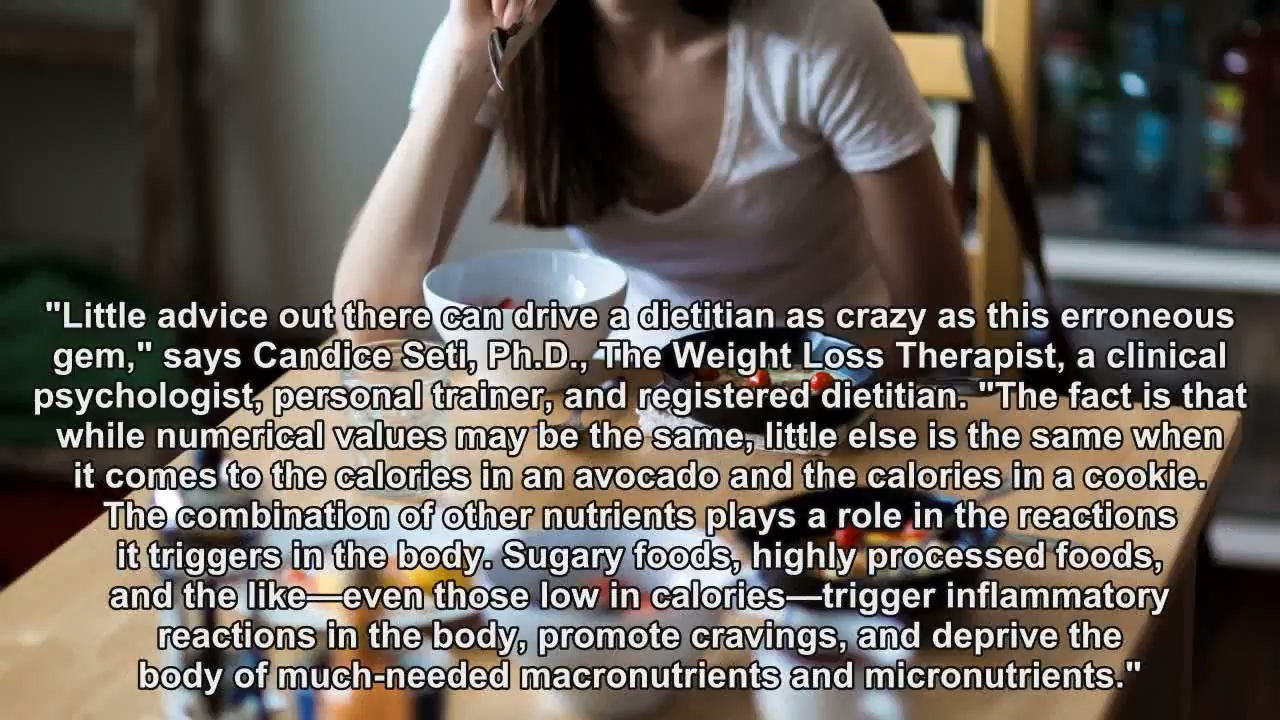 "Little advice out there can drive a dietitian as crazy as this erroneous
gem," says Candice Seti, Ph.D., The Weight Loss Therapist, a clinical
psychologist, personal trainer, and registered dietitian. "The fact is that
while numerical values may be the same, little else is the same when
it comes to the calories in an avocado and the calories in a cookie.
The combination of other nutrients plays a role in the reactions
it triggers in the body. Sugary foods, highly processed foods,
and the like—even those low in calories—trigger inflammatory
reactions in the body, promote cravings, and deprive the
body of much-needed macronutrients and micronutrients."